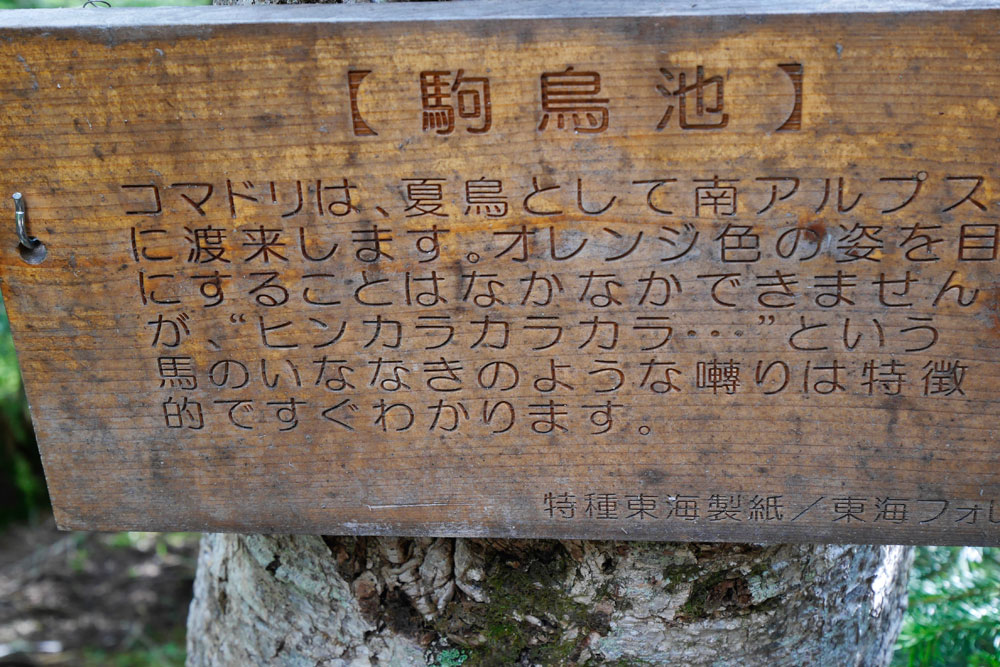 【駒鳥池】
コマドリは、夏鳥として南アルプス
に渡来します。オレンジ色の姿を目
にすることはなかなかできません
が、“ヒンカラカラカラ……”という
馬のいななきのような囀りは特徴
的ですぐわかります。
特種東海製紙／東海フォレ